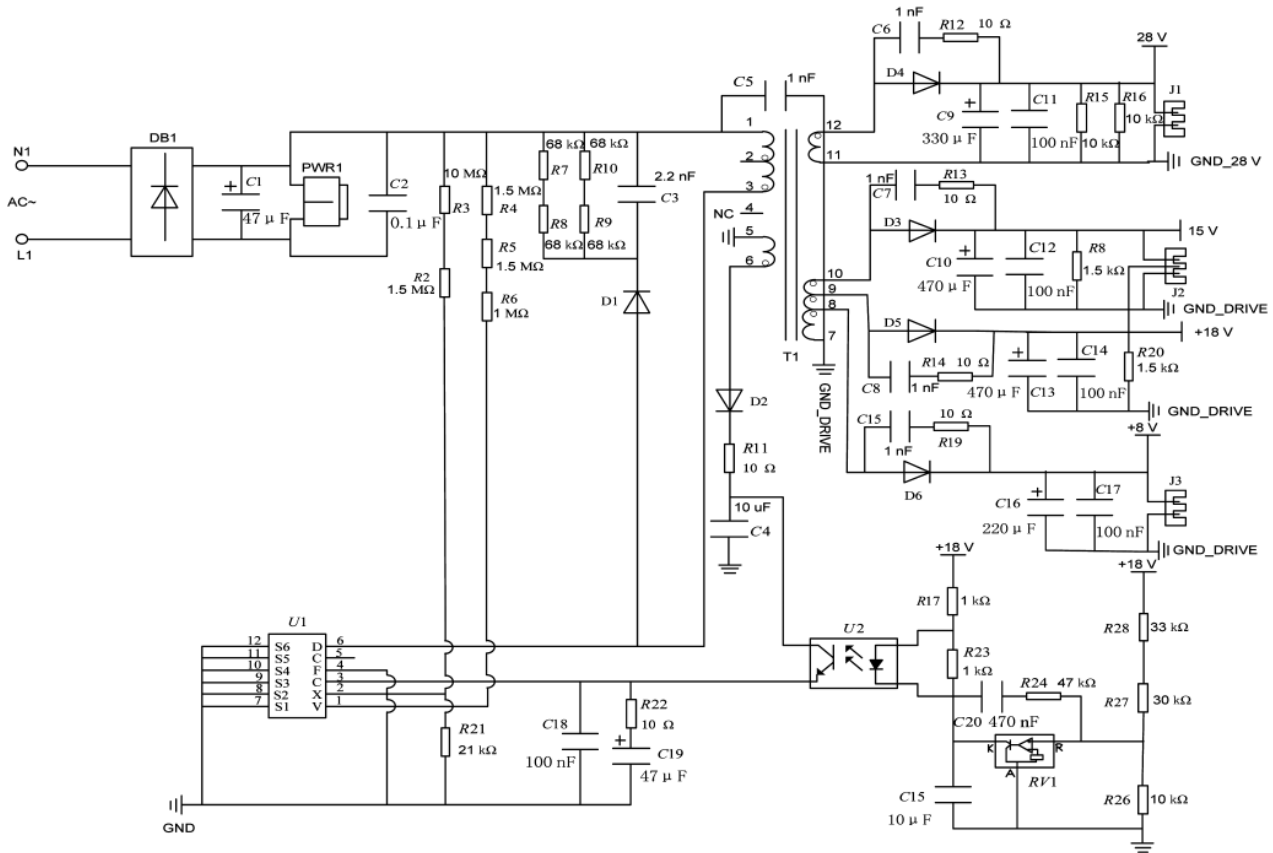 N1
AC~
L1
DB1
C1
47 μF
PWR1
C2
0.1 μF
10 MΩ
R3
R2
1.5 MΩ
1.5 MΩ
R4
R5
1.5 MΩ
R6
1 MΩ
68 kΩ
68 kΩ
R7
R10
R8
R9
68 kΩ
68 kΩ
2.2 nF
C3
D1
C5
1 nF
1
2
3
NC
4
5
6
T1
12
11
10
9
8
7
GND_DRIVE
D2
R11
10 Ω
10 uF
C4
1 nF
C6
R12
10 Ω
D4
C9
330 μF
C11
100 nF
R15
10 kΩ
R16
10 kΩ
28 V
J1
GND_28 V
1 nF
C7
R13
10 Ω
D3
C10
470 μF
C12
100 nF
R8
1.5 kΩ
15 V
J2
GND_DRIVE
+18 V
D5
C8
R14
10 Ω
1 nF
470 μF
C13
C14
100 nF
R20
1.5 kΩ
GND_DRIVE
C15
10 Ω
1 nF
R19
D6
C16
220 μF
C17
100 nF
+8 V
J3
GND_DRIVE
U1
12 S6 D 6
11 S5 C 5
10 S4 F 4
9 S3 C 3
8 S2 X 2
7 S1 V 1
R21
21 kΩ
GND
C18
100 nF
R22
10 Ω
C19
47 μF
U2
+18 V
R17
1 kΩ
R23
1 kΩ
C20
470 nF
R24
47 kΩ
K
R
A
RV1
C15
10 μF
+18 V
R28
33 kΩ
R27
30 kΩ
R26
10 kΩ